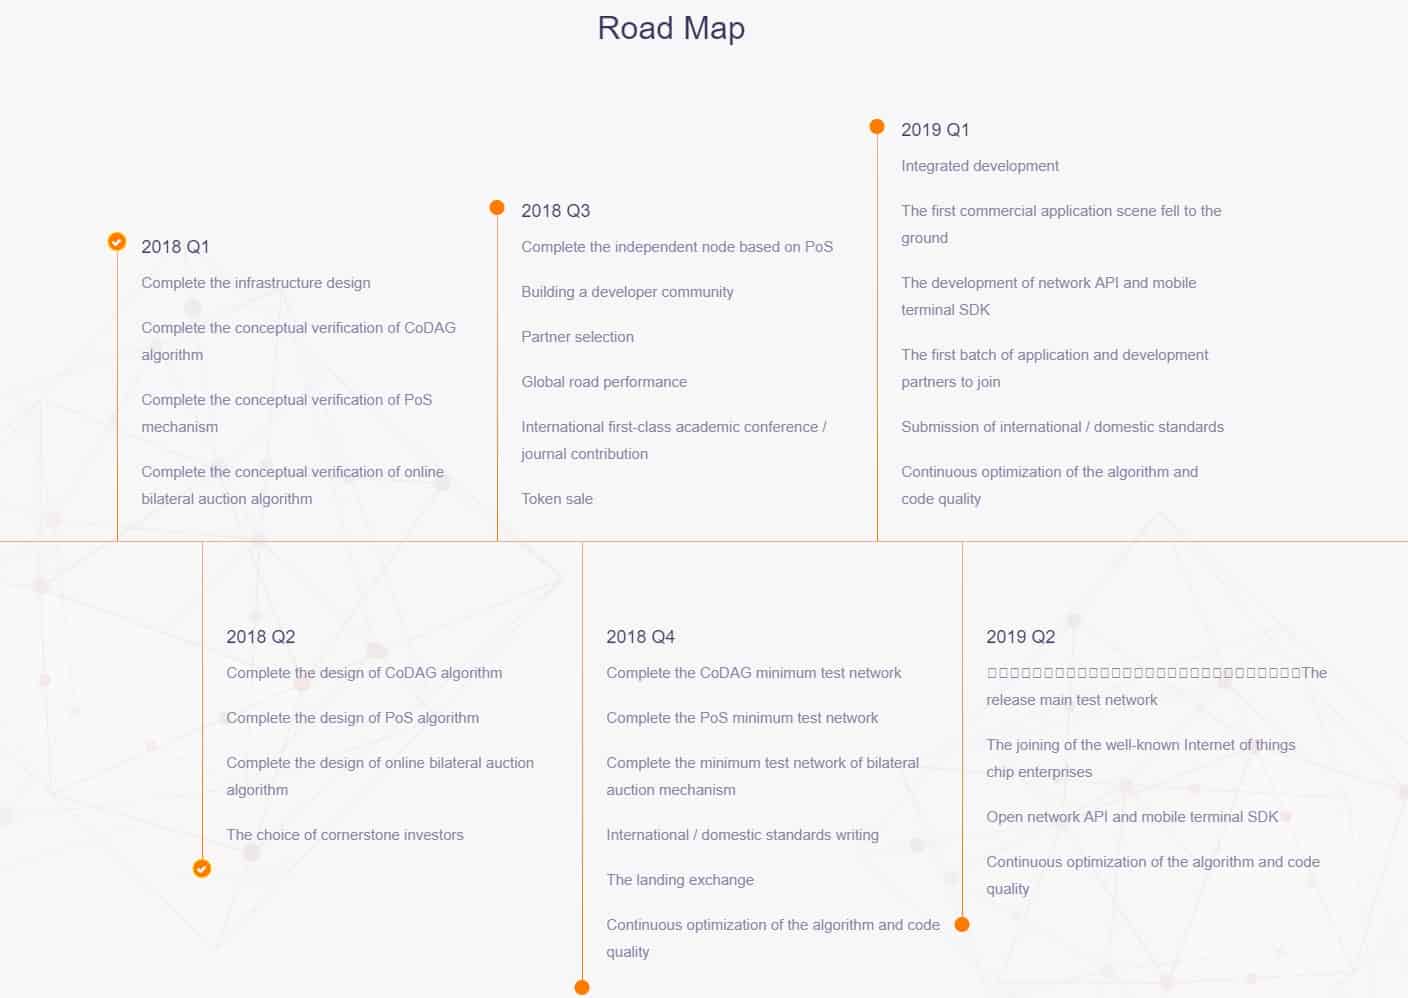 Road Map
2018 Q1
Complete the infrastructure design
Complete the conceptual verification of CoDAG
algorithm
Complete the conceptual verification of PoS
mechanism
Complete the conceptual verification of online
bilateral auction algorithm
2018 Q3
Complete the independent node based on PoS
Building a developer community
Partner selection
Global road performance
International first-class academic conference /
journal contribution
Token sale
2019 Q1
Integrated development
The first commercial application scene fell to the
ground
The development of network API and mobile
terminal SDK
The first batch of application and development
partners to join
Submission of international / domestic standards
Continuous optimization of the algorithm and
code quality
2018 Q2
Complete the design of CoDAG algorithm
Complete the design of PoS algorithm
Complete the design of online bilateral auction
algorithm
The choice of cornerstone investors
2018 Q4
Complete the CoDAG minimum test network
Complete the PoS minimum test network
Complete the minimum test network of bilateral
auction mechanism
International / domestic standards writing
The landing exchange
Continuous optimization of the algorithm and code
quality
2019 Q2
The
release main test network
The joining of the well-known Internet of things
chip enterprises
Open network API and mobile terminal SDK
Continuous optimization of the algorithm and code
quality